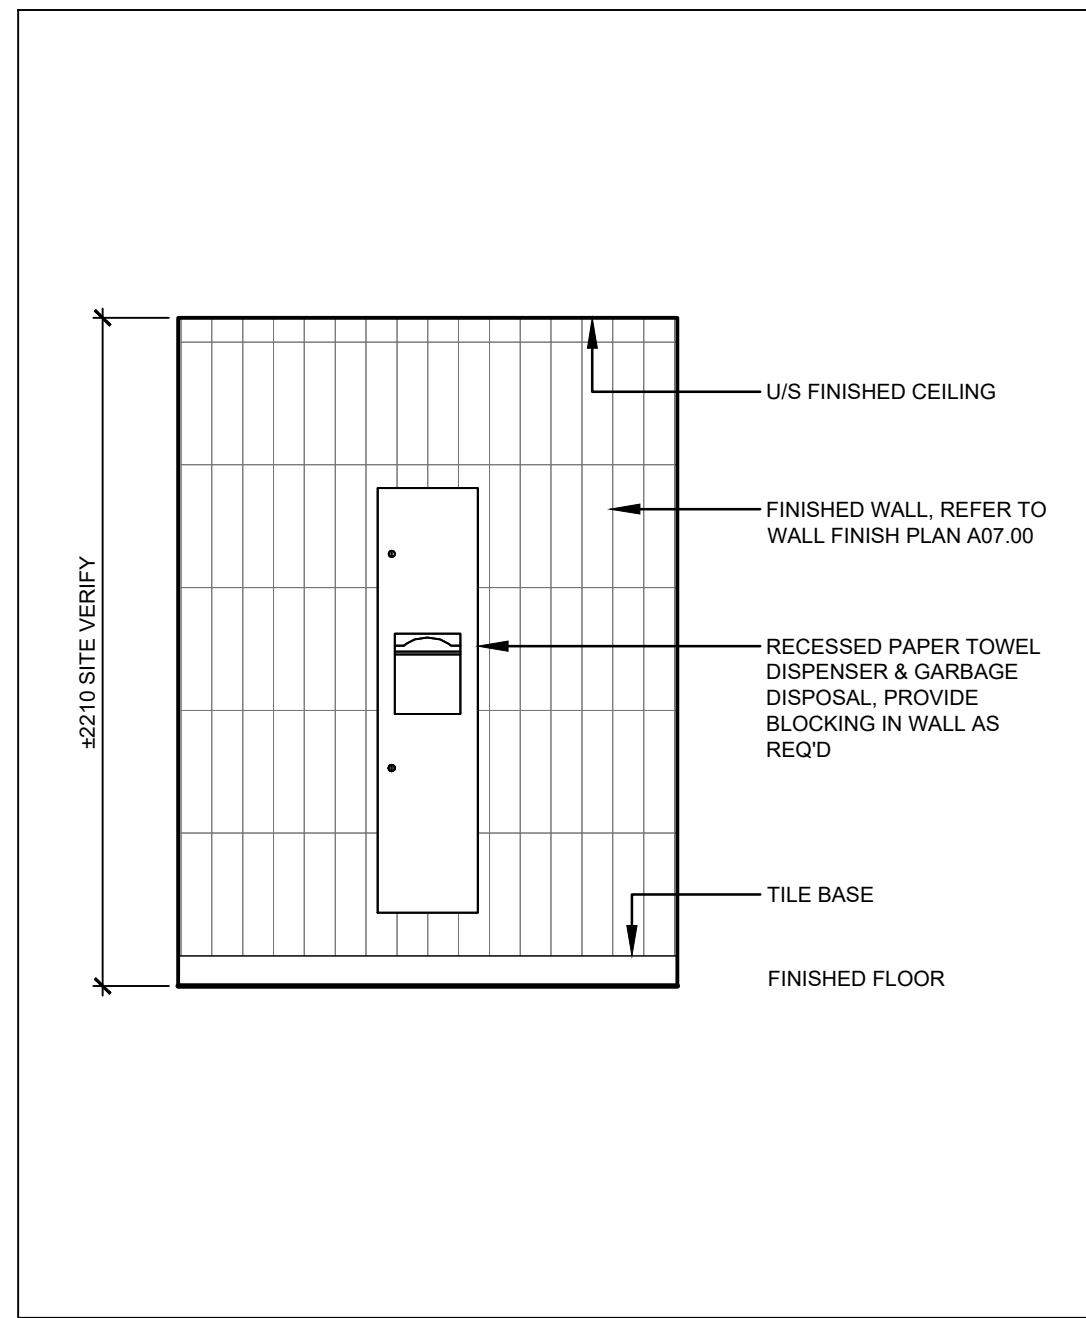 ±2210 SITE VERIFY
U/S FINISHED CEILING
FINISHED WALL, REFER TO
WALL FINISH PLAN A07.00
RECESSED PAPER TOWEL
DISPENSER & GARBAGE
DISPOSAL, PROVIDE
BLOCKING IN WALL AS
REQ'D
TILE BASE
FINISHED FLOOR